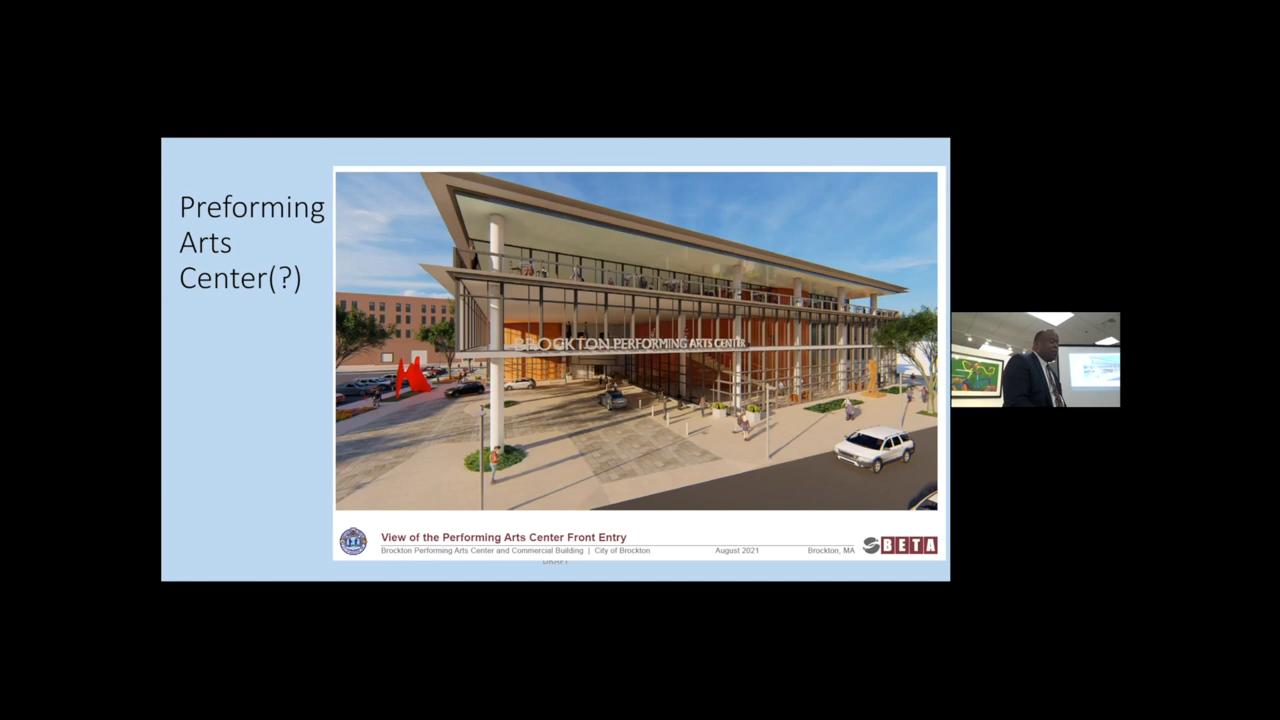 Preforming
Arts
Center(?)
BROCKTON PERFORMING ARTS CENTER
View of the Performing Arts Center Front Entry
Brockton Performing Arts Center and Commercial Building | City of Brockton August 2021 Brockton, MA
BETA
DRAFT